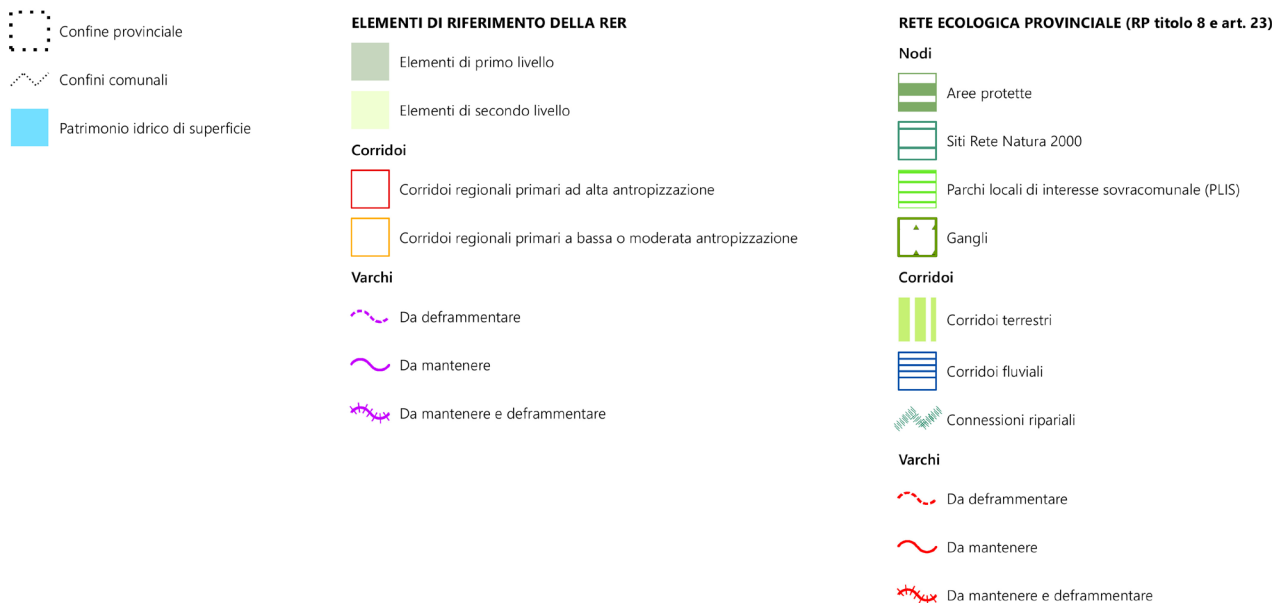 Confine provinciale
Confini comunali
Patrimonio idrico di superficie
ELEMENTI DI RIFERIMENTO DELLA RER
Elementi di primo livello
Elementi di secondo livello
Corridoi
Corridoi regionali primari ad alta antropizzazione
Corridoi regionali primari a bassa o moderata antropizzazione
Varchi
Da deframmentare
Da mantenere
Da mantenere e deframmentare
RETE ECOLOGICA PROVINCIALE (RP titolo 8 e art. 23)
Nodi
Aree protette
Siti Rete Natura 2000
Parchi locali di interesse sovracomunale (PLIS)
Gangli
Corridoi
Corridoi terrestri
Corridoi fluviali
Connessioni ripariali
Varchi
Da deframmentare
Da mantenere
Da mantenere e deframmentare